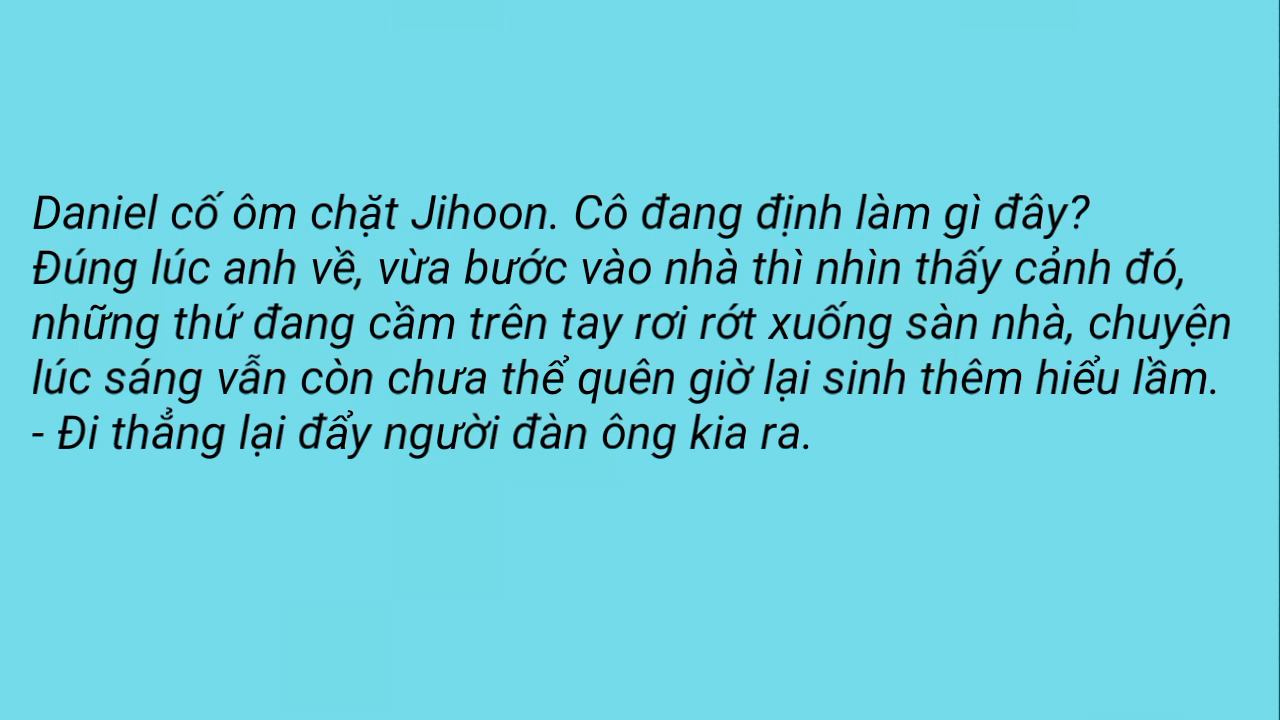 Daniel cố ôm chặt Jihoon. Cô đang định làm gì đây?
Đúng lúc anh về, vừa bước vào nhà thì nhìn thấy cảnh đó,
những thứ đang cầm trên tay rơi rớt xuống sàn nhà, chuyện
lúc sáng vẫn còn chưa thể quên giờ lại sinh thêm hiểu lầm.
- Đi thẳng lại đẩy người đàn ông kia ra.